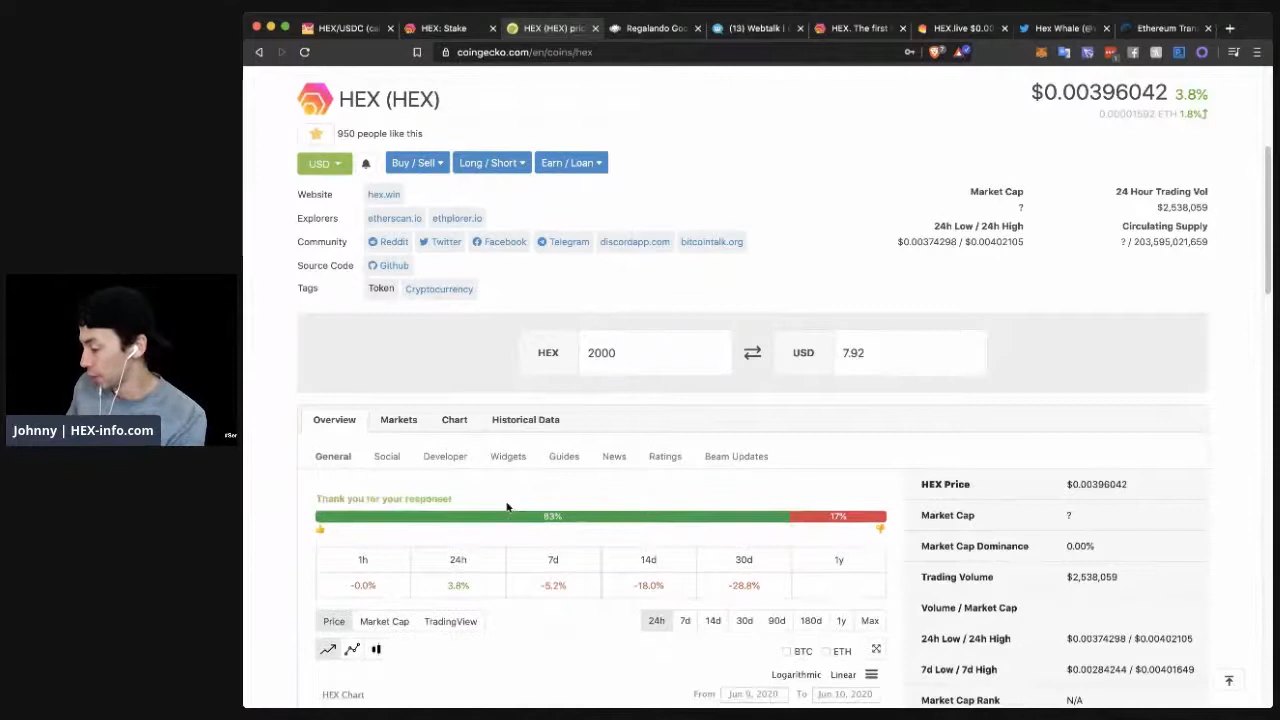 HEX/USDC (ca
HEX: Stake
HEX (HEX) pric
Regalando Goo
(13) Webtalk |
HEX. The first
HEX.live $0.00
Hex Whale (@
Ethereum Tran
coingecko.com/en/coins/hex
HEX (HEX)
$0.00396042 3.8%
0.00001592 ETH 1.8%
950 people like this
USD
Buy / Sell
Long / Short
Earn / Loan
Website
hex.win
Market Cap
24 Hour Trading Vol
?
$2,538,059
Explorers
etherscan.io
ethplorer.io
24h Low / 24h High
Circulating Supply
Community
Reddit
Twitter
Facebook
Telegram
discordapp.com
bitcointalk.org
$0.00374298 / $0.00402105
? / 203,595,021,659
Source Code
Github
Tags
Token
Cryptocurrency
HEX
2000
USD
7.92
Overview
Markets
Chart
Historical Data
General
Social
Developer
Widgets
Guides
News
Ratings
Beam Updates
Thank you for your response!
83%
17%
1h
24h
7d
14d
30d
1y
-0.0%
3.8%
-5.2%
-18.0%
-28.8%
Price
Market Cap
TradingView
24h
7d
14d
30d
90d
180d
1y
Max
BTC
ETH
Logarithmic
Linear
HEX Chart
From
Jun 9, 2020
To
Jun 10, 2020
HEX Price
$0.00396042
Market Cap
?
Market Cap Dominance
0.00%
Trading Volume
$2,538,059
Volume / Market Cap
24h Low / 24h High
$0.00374298 / $0.00402105
7d Low / 7d High
$0.00284244 / $0.00401649
Market Cap Rank
N/A
Johnny | HEX-info.com